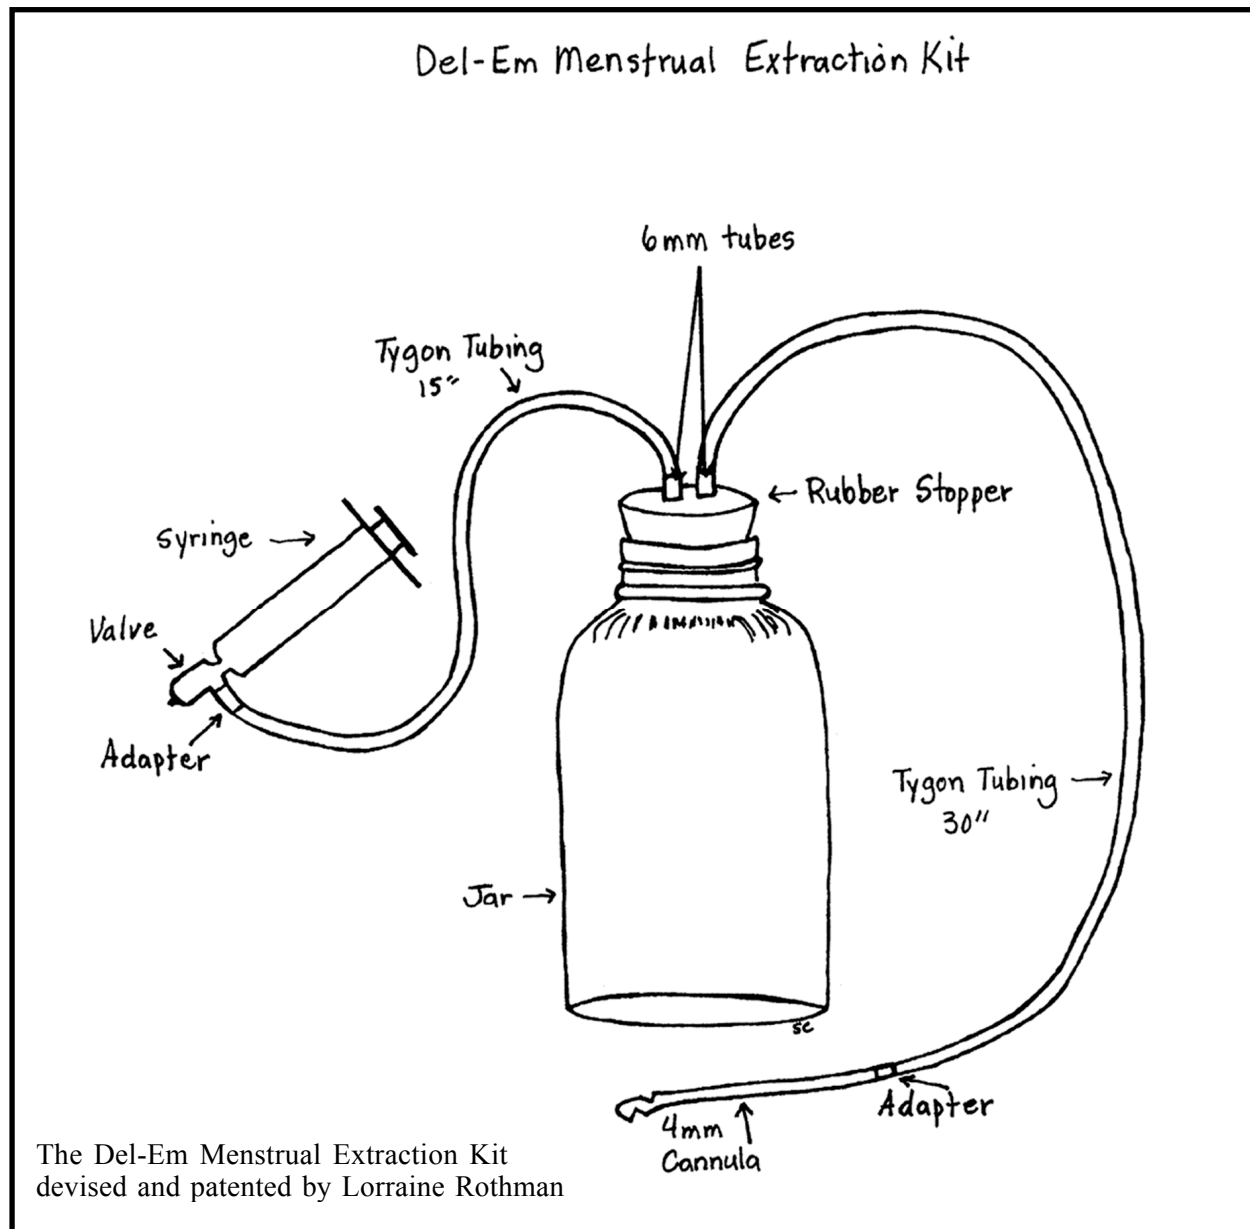 Del-Em Menstrual Extraction Kit
6mm tubes
Tygon Tubing
15"
Rubber Stopper
Syringe
Valve
Adapter
Tygon Tubing
30"
Jar
sc
Adapter
4mm
Cannula
The Del-Em Menstrual Extraction Kit
devised and patented by Lorraine Rothman